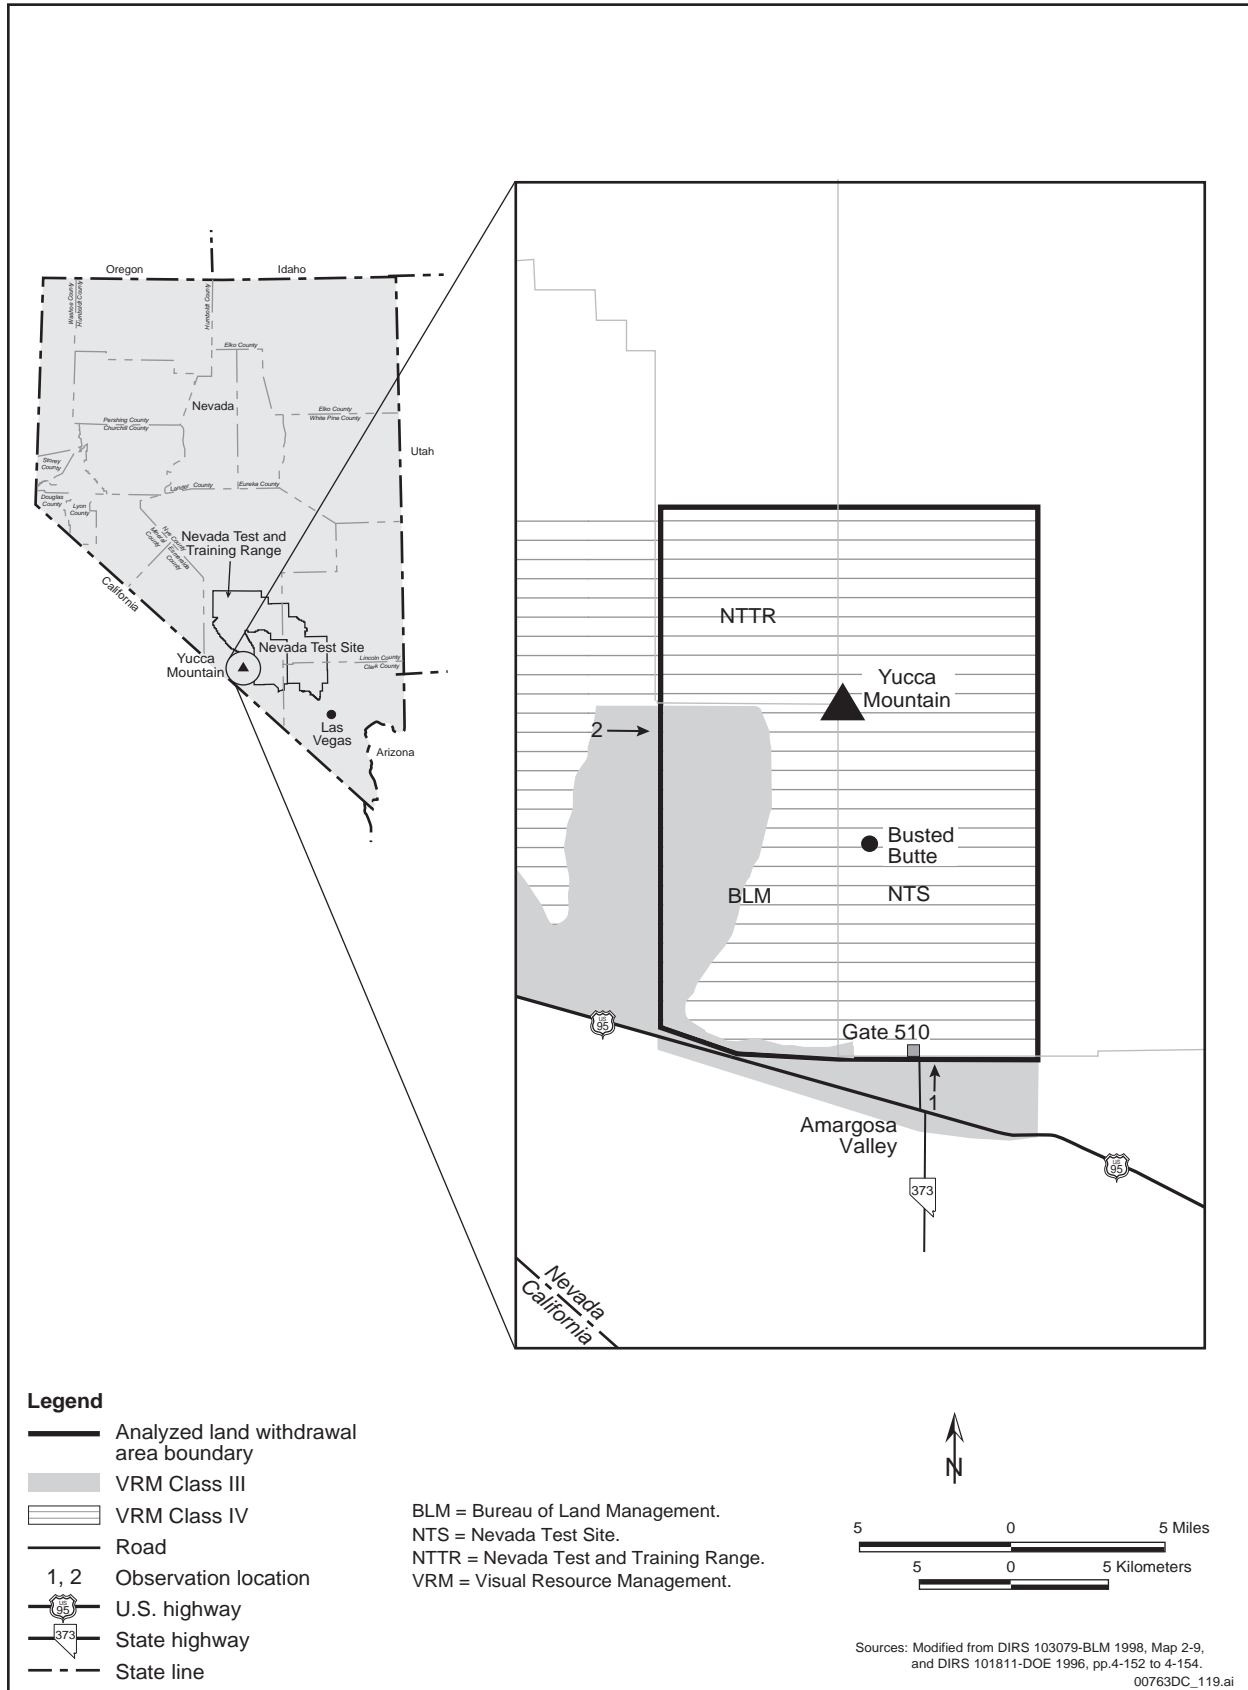 Oregon
Idaho
Washoe County
Humboldt County
Humboldt County
Elko County
Nevada
Elko County
White Pine County
Pershing County
Churchill County
Utah
Storey
County
Lander County
Eureka County
Douglas
County
Lyon
County
Nye County
Mineral
County
Esmeralda
County
Nevada Test and
Training Range
California
Nevada Test Site
Yucca
Mountain
Lincoln County
Clark County
Las
Vegas
Arizona
NTTR
Yucca
Mountain
2
Busted
Butte
BLM
NTS
US
95
Gate 510
1
Amargosa
Valley
US
95
373
Nevada
California
Legend
Analyzed land withdrawal
area boundary
VRM Class III
VRM Class IV
Road
1, 2 Observation location
US
95 U.S. highway
373 State highway
State line
BLM = Bureau of Land Management.
NTS = Nevada Test Site.
NTTR = Nevada Test and Training Range.
VRM = Visual Resource Management.
N
5 0 5 Miles
5 0 5 Kilometers
Sources: Modified from DIRS 103079-BLM 1998, Map 2-9,
and DIRS 101811-DOE 1996, pp.4-152 to 4-154.
00763DC_119.ai